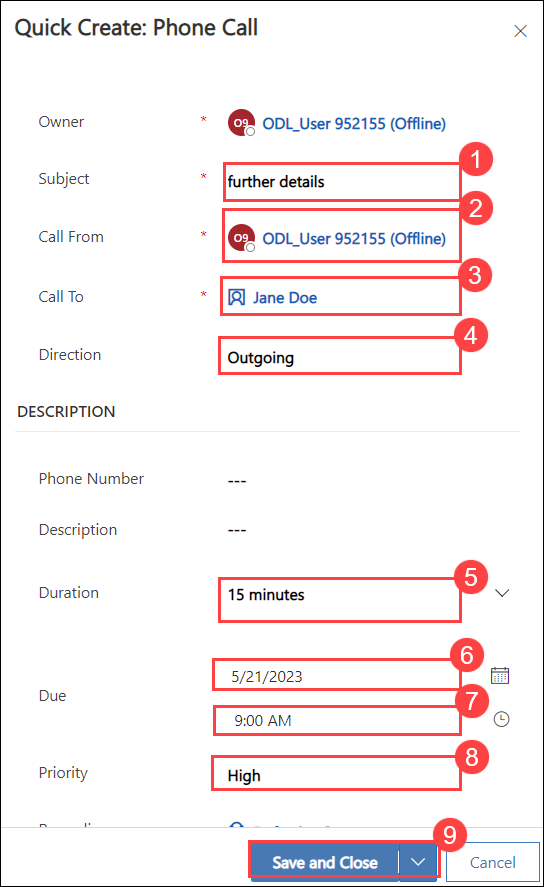 Quick Create: Phone Call
Owner * O9 ODL_User 952155 (Offline)
1
Subject * further details
2
Call From * O9 ODL_User 952155 (Offline)
3
Call To * Jane Doe
4
Direction Outgoing
DESCRIPTION
Phone Number ---
Description ---
5
Duration 15 minutes
6
5/21/2023
Due
7
9:00 AM
8
Priority High
9
Save and Close Cancel